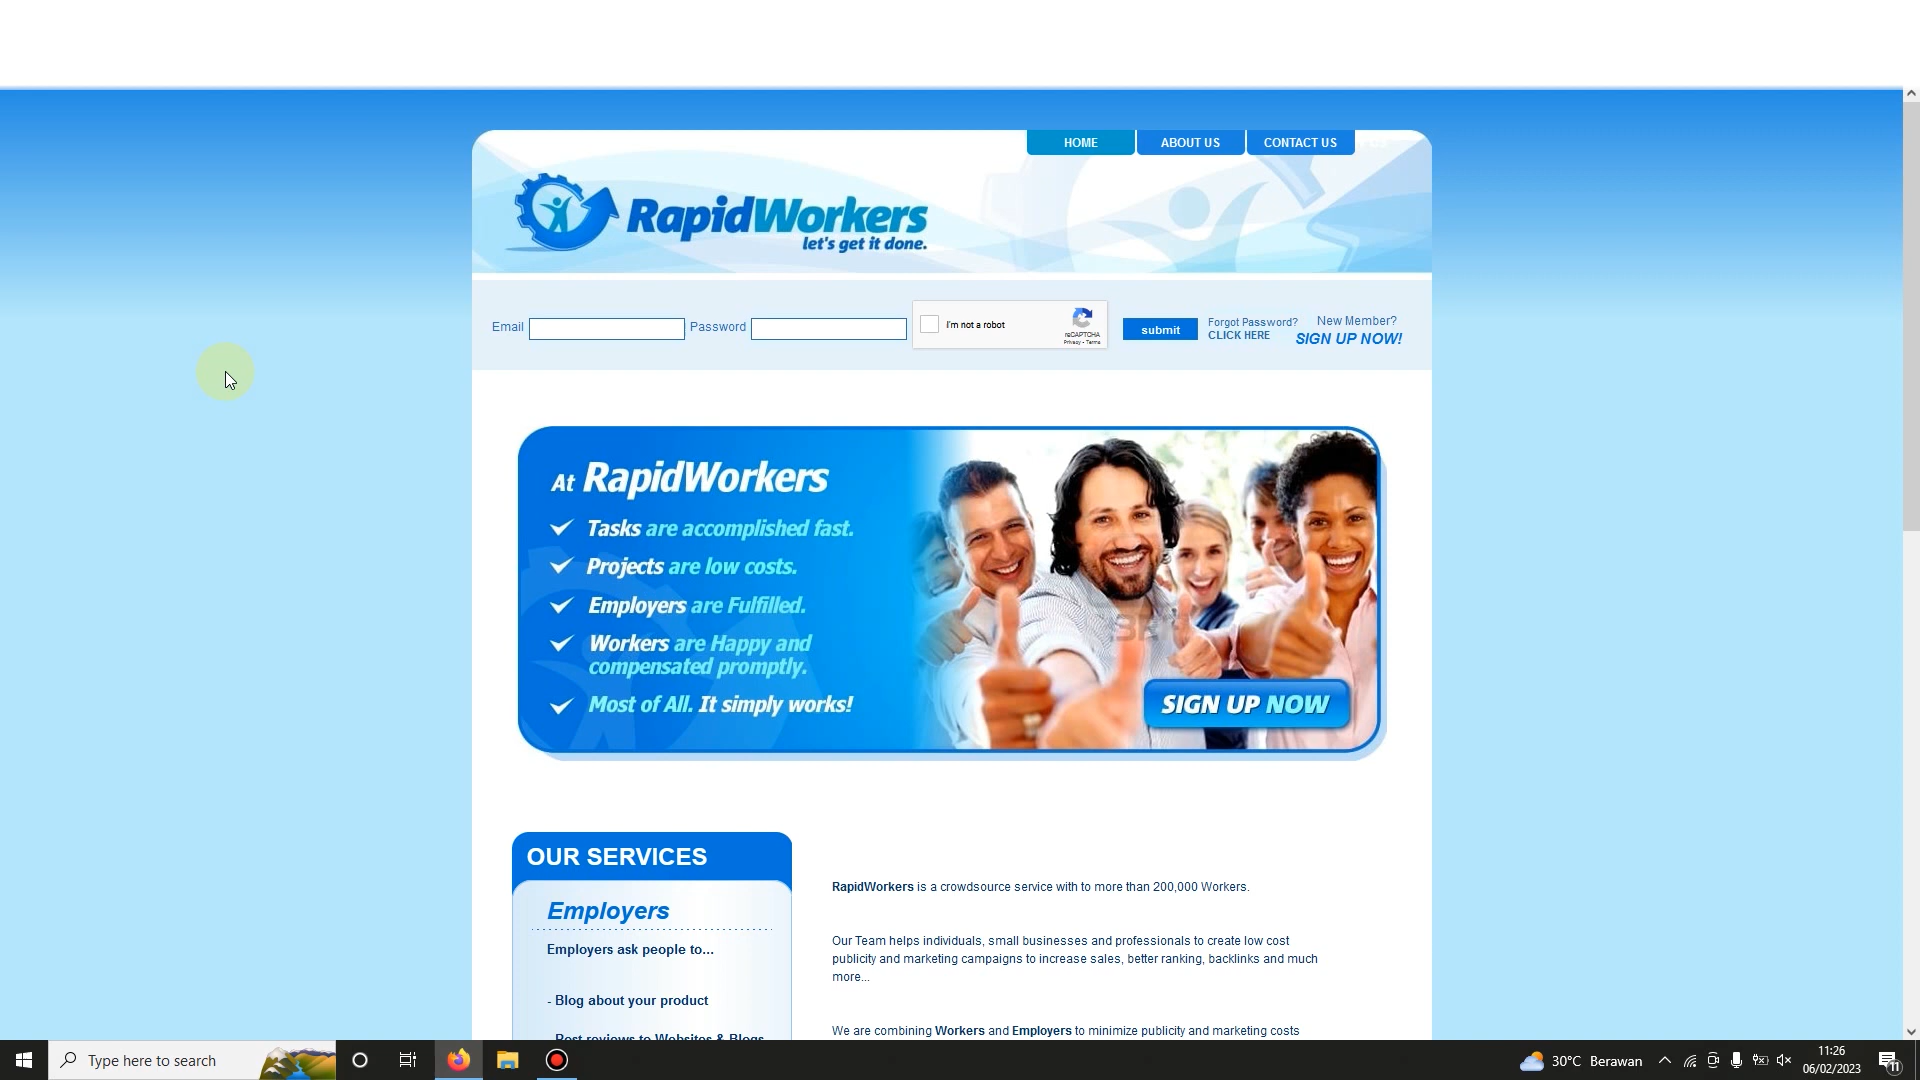 HOME
ABOUT US
CONTACT US
RapidWorkers
let's get it done.
Email
Password
I'm not a robot
reCAPTCHA
Privacy - Terms
submit
Forgot Password?
CLICK HERE
New Member?
SIGN UP NOW!
At RapidWorkers
Tasks are accomplished fast.
Projects are low costs.
Employers are Fulfilled.
Workers are Happy and
compensated promptly.
Most of All. It simply works!
SIGN UP NOW
OUR SERVICES
Employers
Employers ask people to...
- Blog about your product
- Post reviews to Websites & Blogs
RapidWorkers is a crowdsource service with to more than 200,000 Workers.
Our Team helps individuals, small businesses and professionals to create low cost
publicity and marketing campaigns to increase sales, better ranking, backlinks and much
more...
We are combining Workers and Employers to minimize publicity and marketing costs
Type here to search
30°C Berawan
11:26
06/02/2023
11